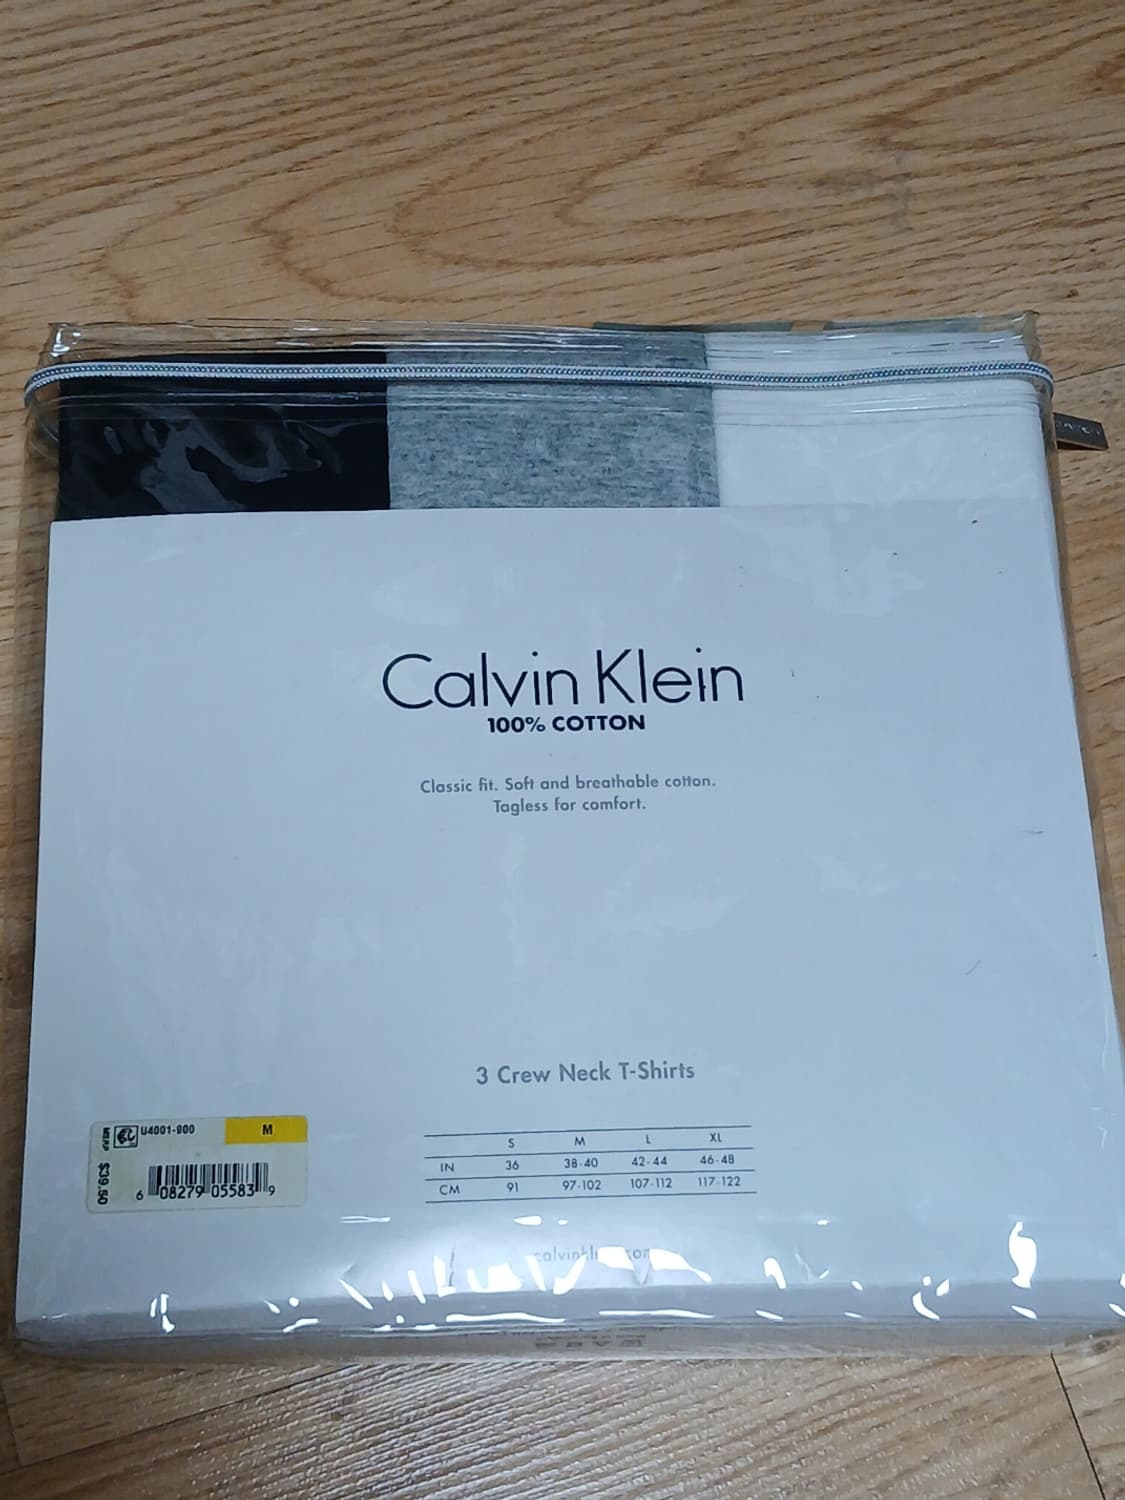 Calvin Klein
100% COTTON
Classic fit. Soft and breathable cotton.
Tagless for comfort.
3 Crew Neck T-Shirts
U4001-900 M
MSRP $39.50
6 08279 05583 9
S M L XL
IN 36 38-40 42-44 46-48
CM 91 97-102 107-112 117-122